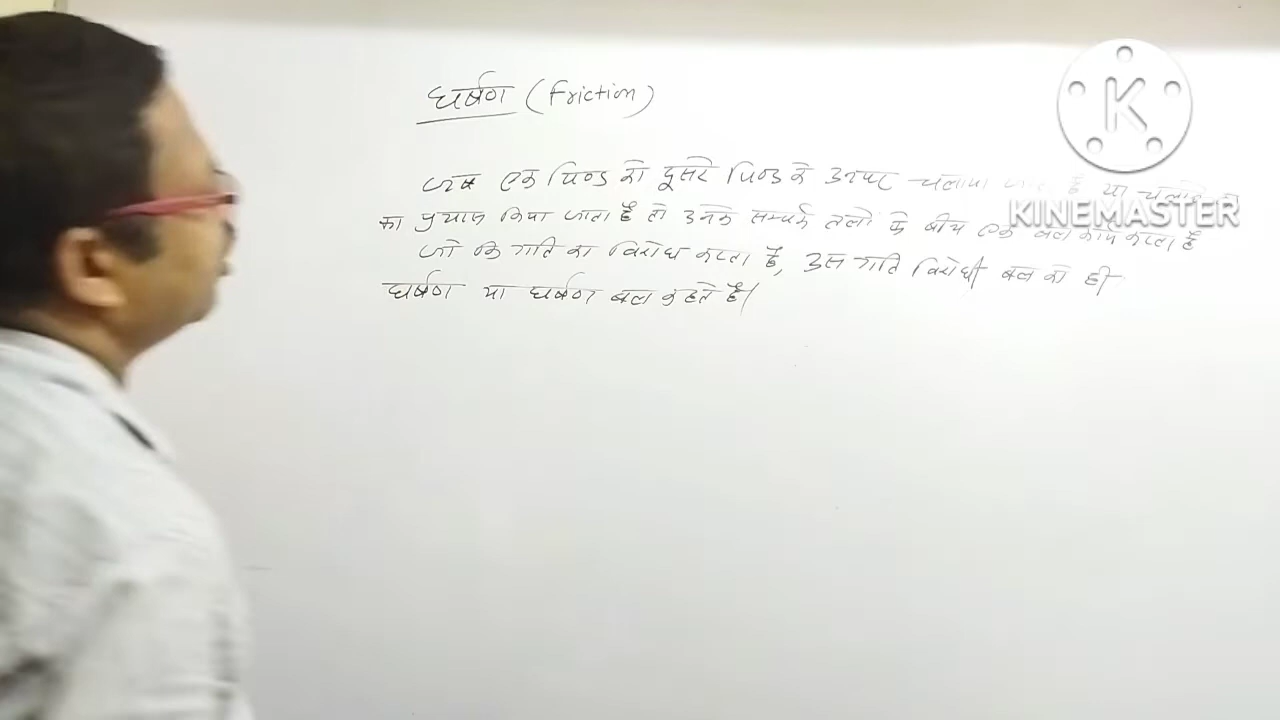 घर्षण (Friction)
जब एक पिण्ड को दूसरे पिण्ड के ऊपर चलाया जाता है या चलाने
का प्रयास किया जाता है तो उनके सम्पर्क तलो के बीच एक बल कार्य करता है
जो कि गति का विरोध करता है, उस गति विरोधी बल को ही
घर्षण या घर्षण बल कहते है।
K
KINEMASTER